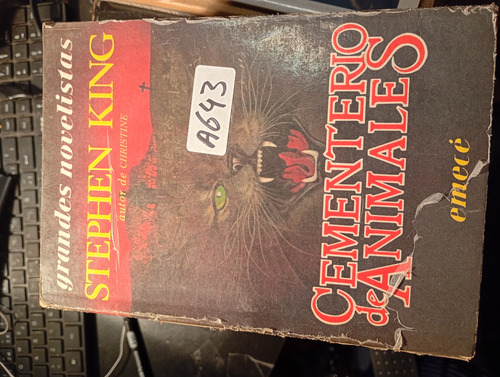 grandes novelistas
STEPHEN KING
autor de CHRISTINE
A643
CEMENTERIO
de ANIMALES
emecé